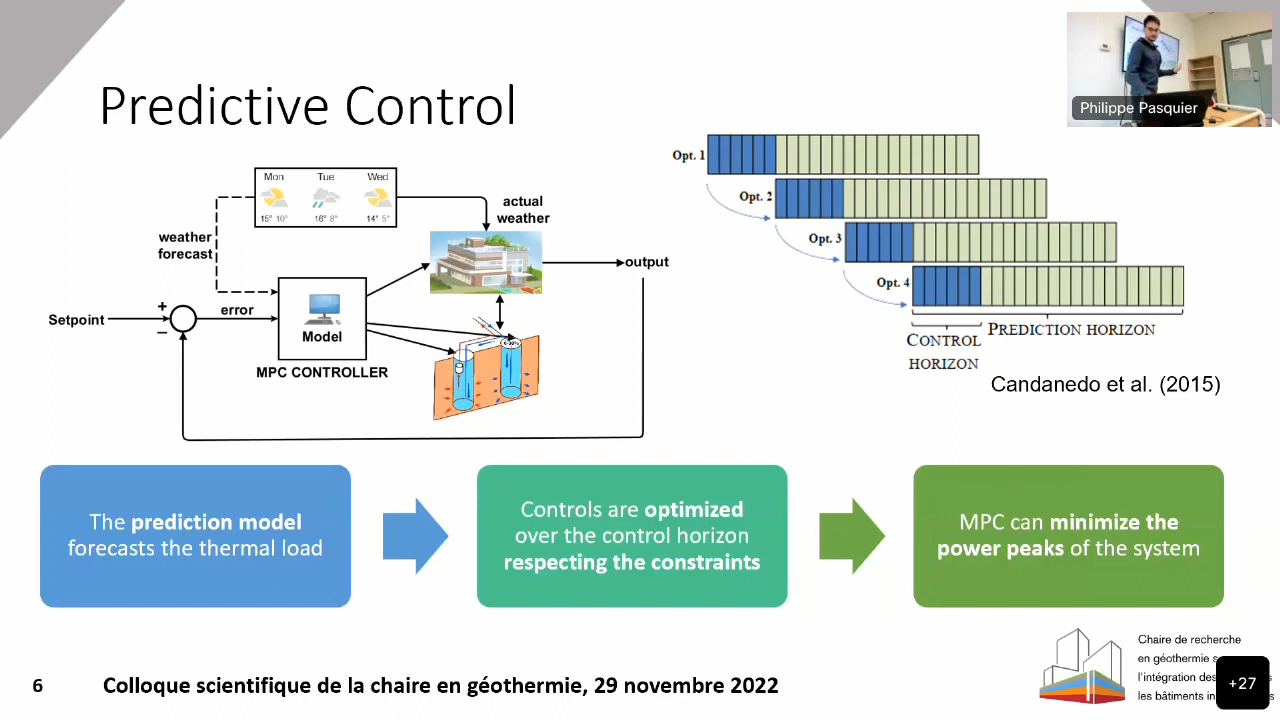 Predictive Control
Philippe Pasquier
Mon Tue Wed
15° 10° 16° 8° 14° 5°
weather
forecast
actual
weather
output
Setpoint
+
−
error
Model
MPC CONTROLLER
Opt. 1
Opt. 2
Opt. 3
Opt. 4
CONTROL
HORIZON
PREDICTION HORIZON
Candanedo et al. (2015)
The prediction model
forecasts the thermal load
Controls are optimized
over the control horizon
respecting the constraints
MPC can minimize the
power peaks of the system
Chaire de recherche
en géothermie
l'intégration des
les bâtiments
+27
6
Colloque scientifique de la chaire en géothermie, 29 novembre 2022